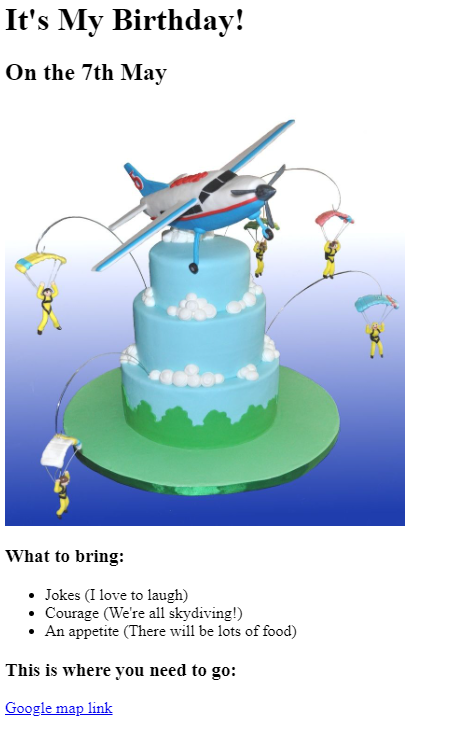 It's My Birthday!
On the 7th May
What to bring:
Jokes (I love to laugh)
Courage (We're all skydiving!)
An appetite (There will be lots of food)
This is where you need to go:
Google map link